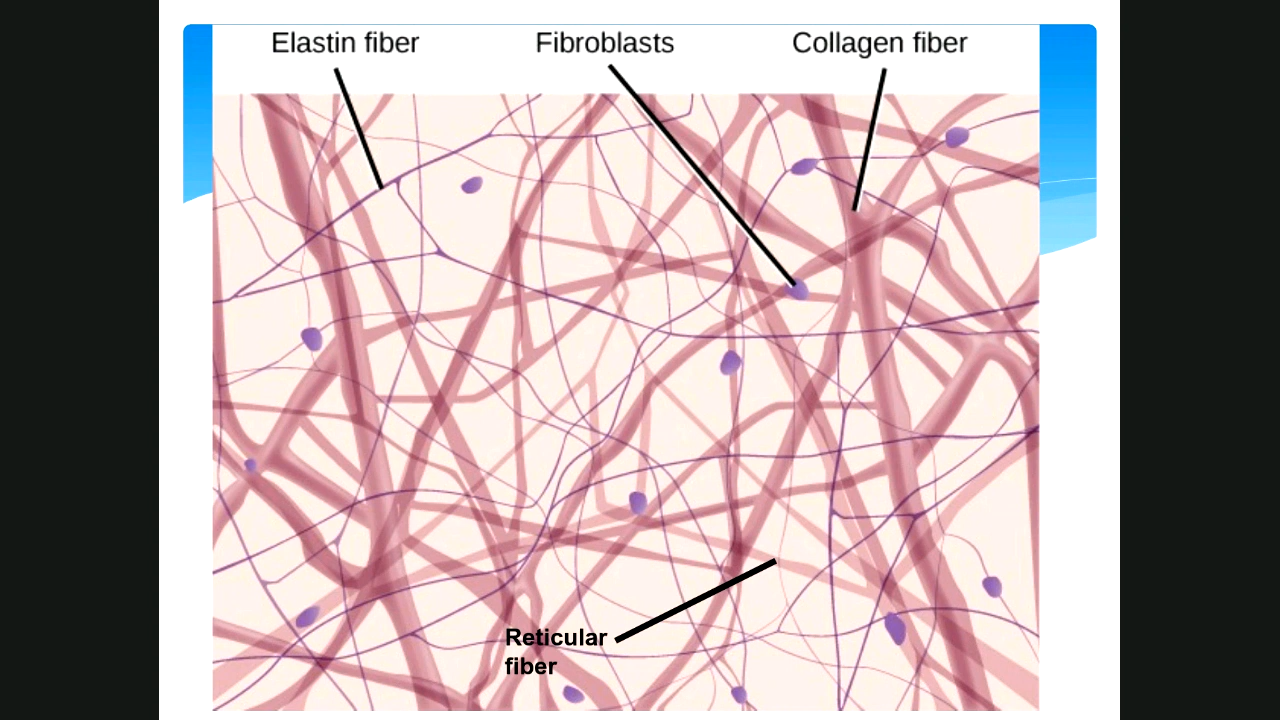 Elastin fiber
Fibroblasts
Collagen fiber
Reticular
fiber